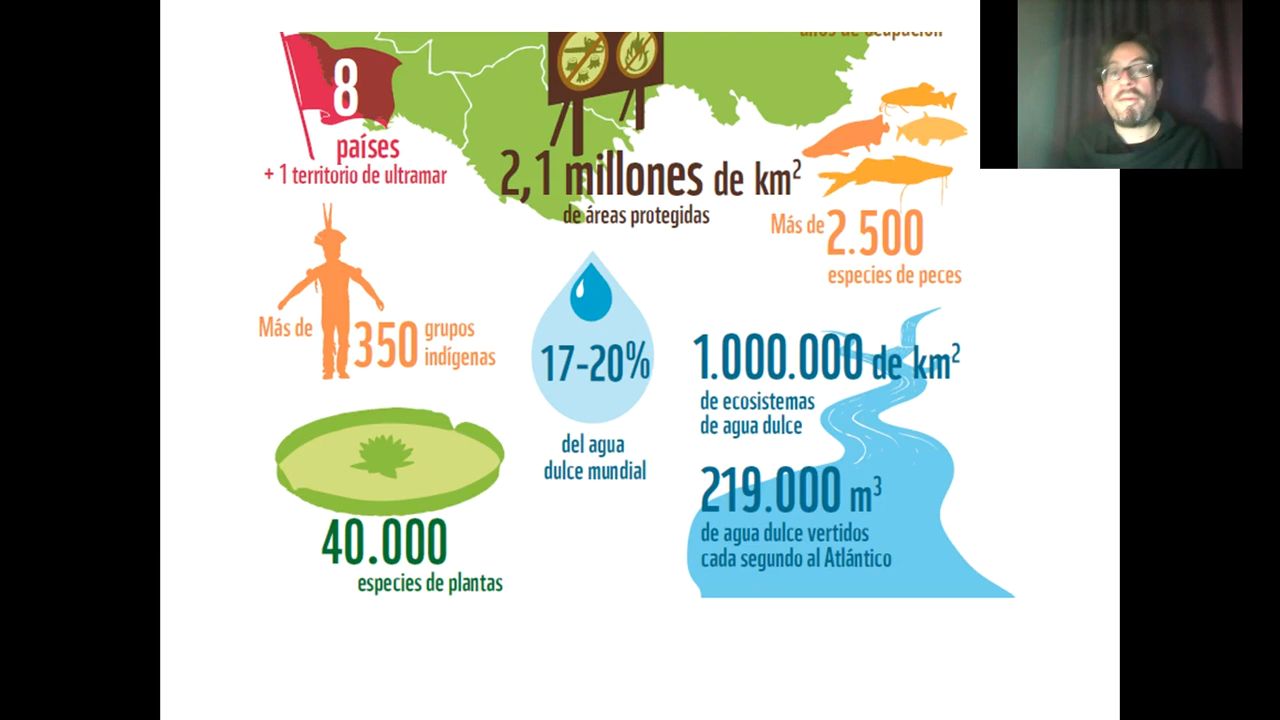 años de ocupación
8
países
+ 1 territorio de ultramar
2,1 millones de km²
de áreas protegidas
Más de 2.500
especies de peces
Más de 350 grupos
indígenas
17-20%
del agua
dulce mundial
1.000.000 de km²
de ecosistemas
de agua dulce
219.000 m³
de agua dulce vertidos
cada segundo al Atlántico
40.000
especies de plantas